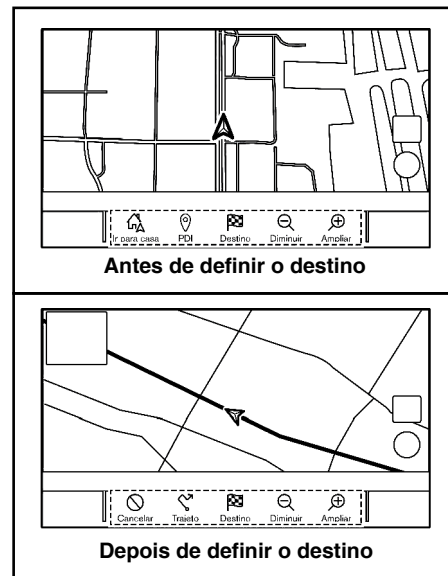 Ir para casa PDI Destino Diminuir Ampliar
Antes de definir o destino
Cancelar Trajeto Destino Diminuir Ampliar
Depois de definir o destino